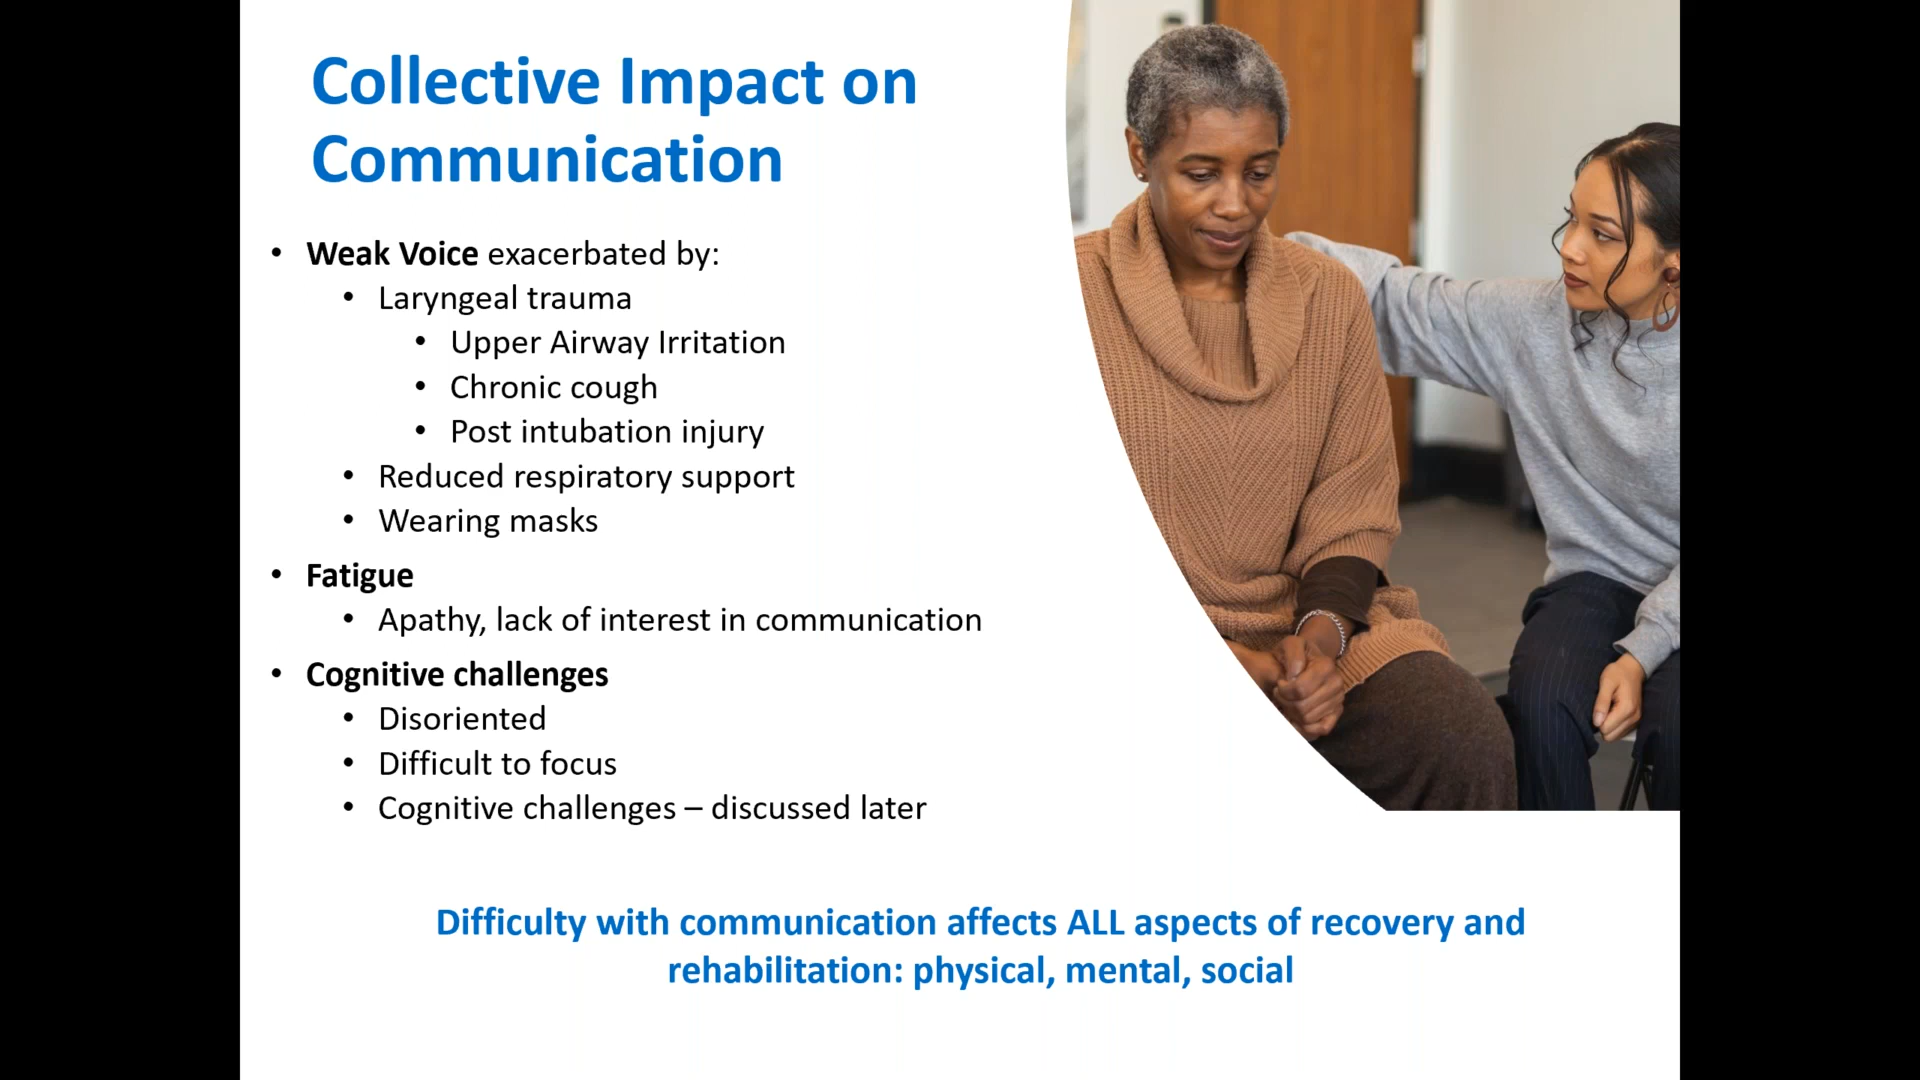 Collective Impact on
Communication
• Weak Voice exacerbated by:
• Laryngeal trauma
• Upper Airway Irritation
• Chronic cough
• Post intubation injury
• Reduced respiratory support
• Wearing masks
• Fatigue
• Apathy, lack of interest in communication
• Cognitive challenges
• Disoriented
• Difficult to focus
• Cognitive challenges – discussed later
Difficulty with communication affects ALL aspects of recovery and
rehabilitation: physical, mental, social